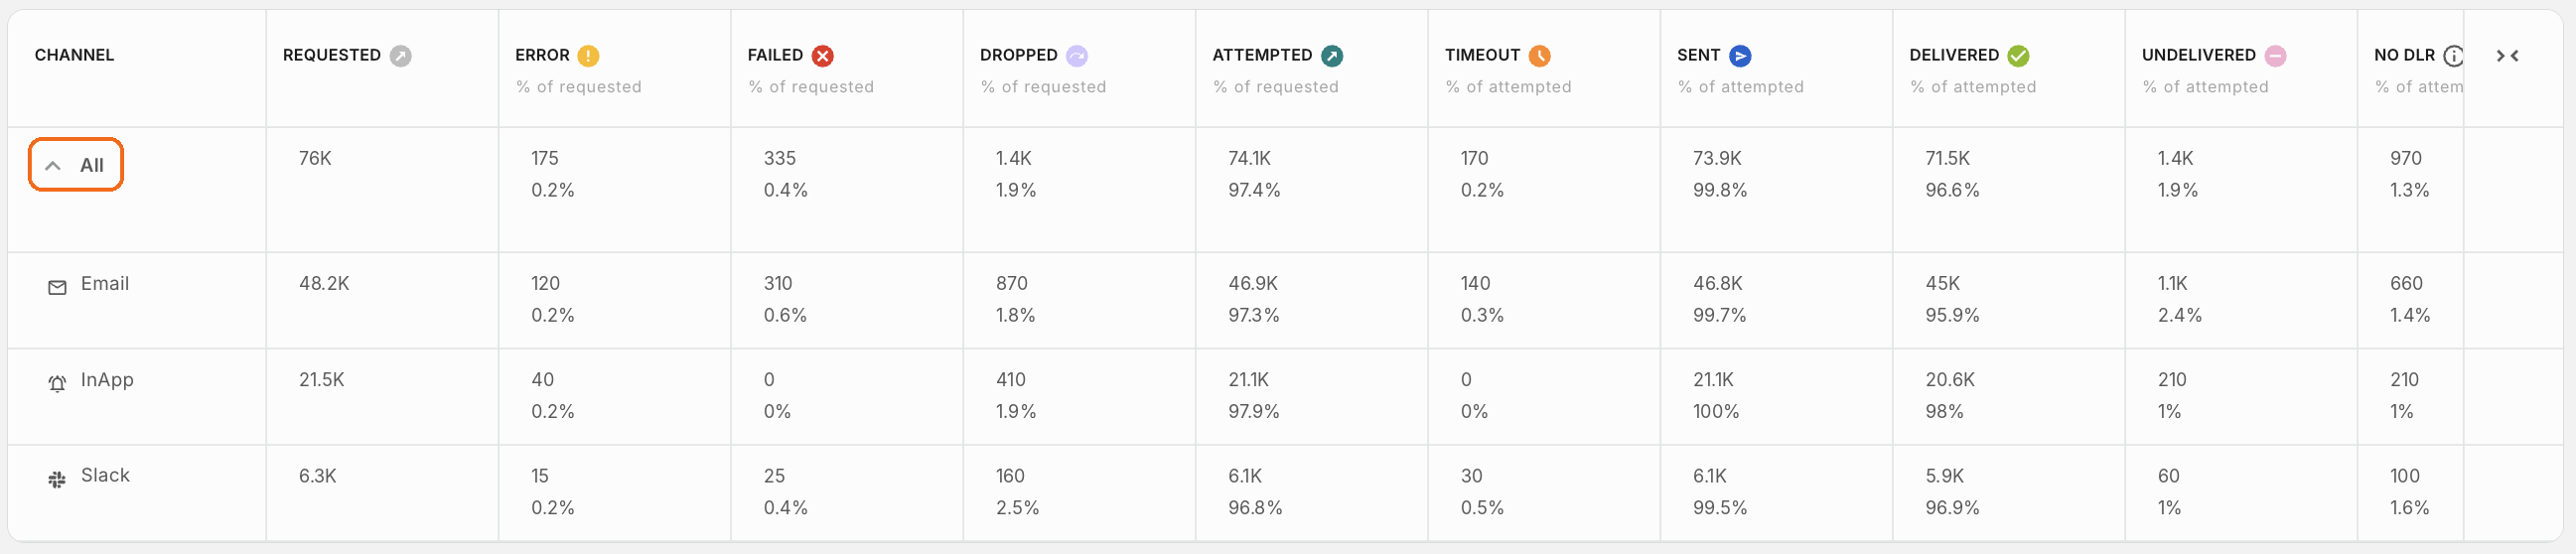 CHANNEL REQUESTED ERROR FAILED DROPPED ATTEMPTED TIMEOUT SENT DELIVERED UNDELIVERED NO DLR
% of requested % of requested % of requested % of requested % of attempted % of attempted % of attempted % of attempted % of attem
All 76K 175 335 1.4K 74.1K 170 73.9K 71.5K 1.4K 970
0.2% 0.4% 1.9% 97.4% 0.2% 99.8% 96.6% 1.9% 1.3%
Email 48.2K 120 310 870 46.9K 140 46.8K 45K 1.1K 660
0.2% 0.6% 1.8% 97.3% 0.3% 99.7% 95.9% 2.4% 1.4%
InApp 21.5K 40 0 410 21.1K 0 21.1K 20.6K 210 210
0.2% 0% 1.9% 97.9% 0% 100% 98% 1% 1%
Slack 6.3K 15 25 160 6.1K 30 6.1K 5.9K 60 100
0.2% 0.4% 2.5% 96.8% 0.5% 99.5% 96.9% 1% 1.6%